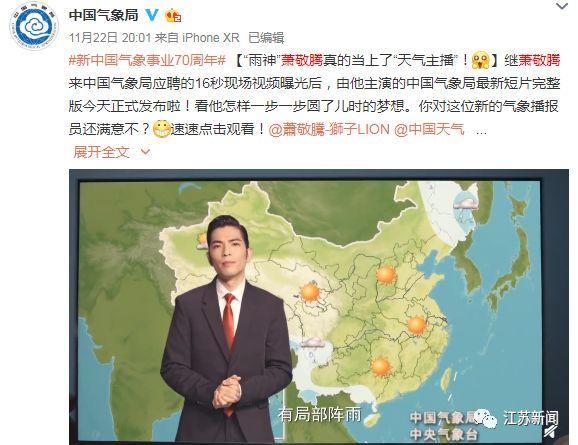 中国气象局
11月22日 20:01 来自 iPhone XR 已编辑
#新中国气象事业70周年# 【“雨神”萧敬腾真的当上了“天气主播”！】继萧敬腾
来中国气象局应聘的16秒现场视频曝光后，由他主演的中国气象局最新短片完整
版今天正式发布啦！看他怎样一步一步圆了儿时的梦想。你对这位新的气象播报
员还满意不？速速点击观看！@蕭敬騰-獅子LION @中国天气 ...
展开全文
有局部阵雨
中国气象局
中央气象台
江苏新闻